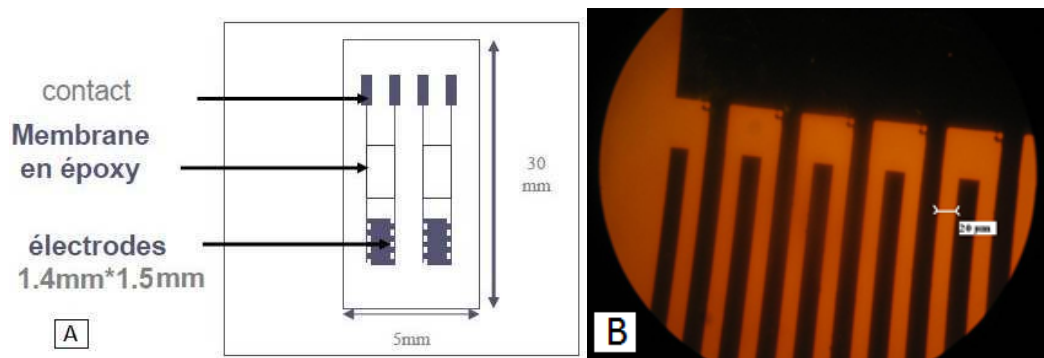 contact
Membrane
en époxy
électrodes
1.4mm*1.5mm
30
mm
5mm
A
20 µm
B